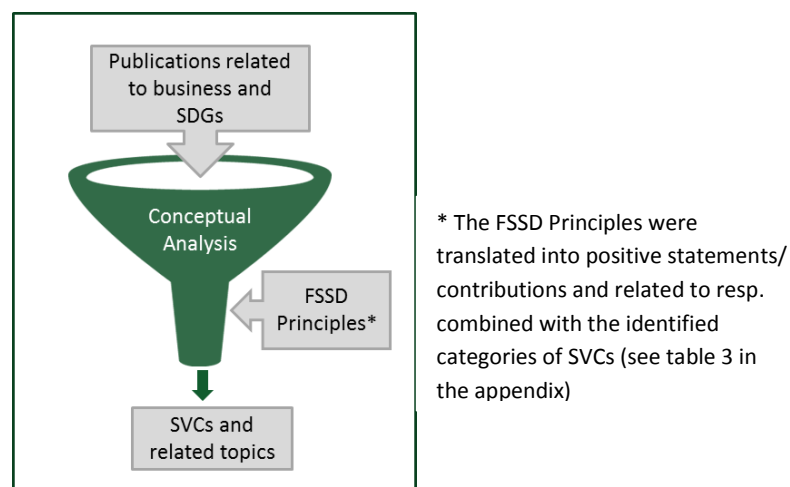 Publications related
to business and
SDGs
Conceptual
Analysis
FSSD
Principles*
SVCs and
related topics
* The FSSD Principles were
translated into positive statements/
contributions and related to resp.
combined with the identified
categories of SVCs (see table 3 in
the appendix)